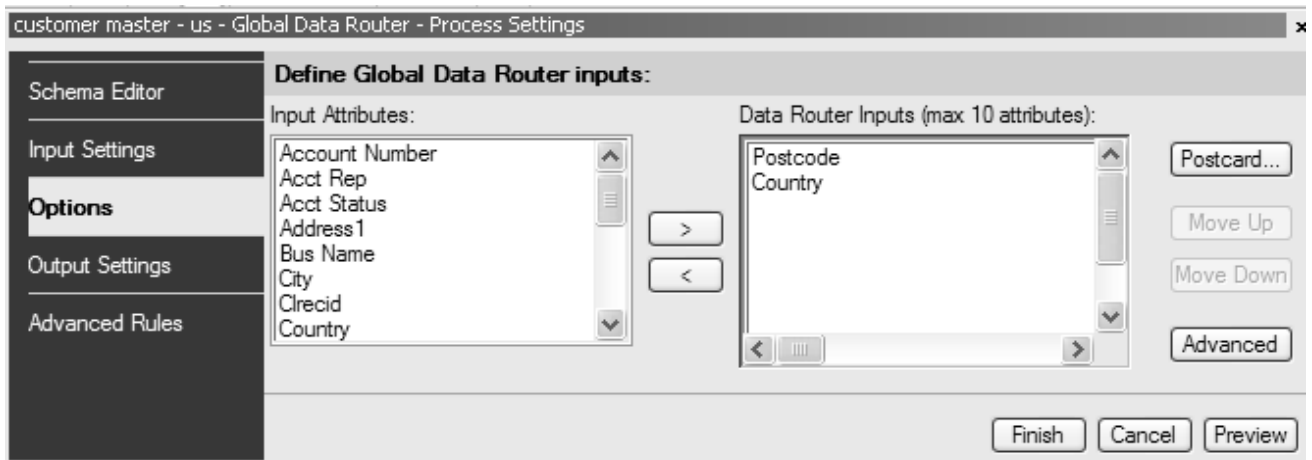 customer master - us - Global Data Router - Process Settings
x
Schema Editor
Input Settings
Options
Output Settings
Advanced Rules
Define Global Data Router inputs:
Input Attributes:
Account Number
Acct Rep
Acct Status
Address1
Bus Name
City
Clrecid
Country
>
<
Data Router Inputs (max 10 attributes):
Postcode
Country
Postcard...
Move Up
Move Down
Advanced
Finish
Cancel
Preview